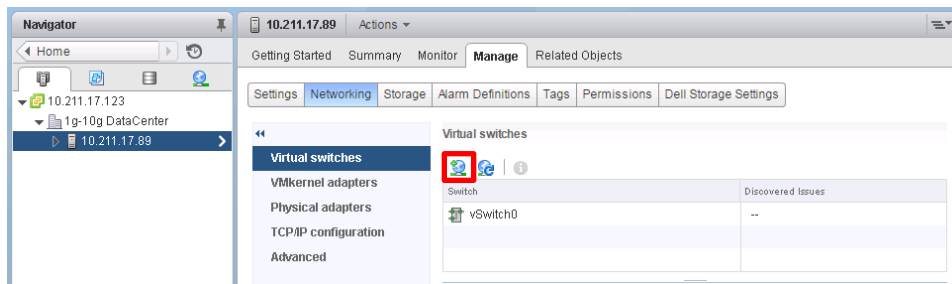 Navigator
Home
10.211.17.123
1g-10g DataCenter
10.211.17.89
10.211.17.89 Actions
Getting Started Summary Monitor Manage Related Objects
Settings Networking Storage Alarm Definitions Tags Permissions Dell Storage Settings
Virtual switches
VMkernel adapters
Physical adapters
TCP/IP configuration
Advanced
Virtual switches
Switch Discovered Issues
vSwitch0 --